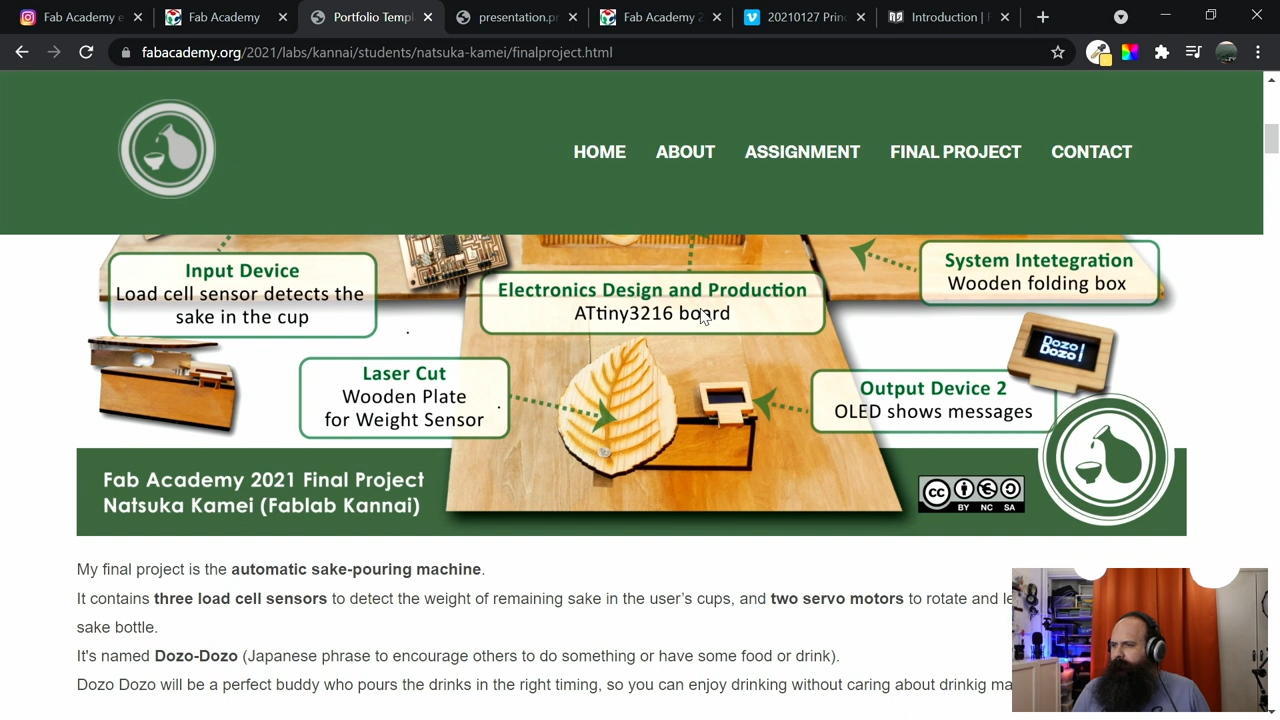 Fab Academy e
Fab Academy
Portfolio Templ
presentation.pr
Fab Academy 2
20210127 Princ
Introduction | F
fabacademy.org/2021/labs/kannai/students/natsuka-kamei/finalproject.html
HOME ABOUT ASSIGNMENT FINAL PROJECT CONTACT
Input Device
Load cell sensor detects the
sake in the cup
Electronics Design and Production
ATtiny3216 board
System Intetegration
Wooden folding box
Laser Cut
Wooden Plate
for Weight Sensor
Dozo
Dozo!
Output Device 2
OLED shows messages
Fab Academy 2021 Final Project
Natsuka Kamei (Fablab Kannai)
cc
BY NC SA
My final project is the automatic sake-pouring machine.
It contains three load cell sensors to detect the weight of remaining sake in the user's cups, and two servo motors to rotate and le
sake bottle.
It's named Dozo-Dozo (Japanese phrase to encourage others to do something or have some food or drink).
Dozo Dozo will be a perfect buddy who pours the drinks in the right timing, so you can enjoy drinking without caring about drinkig ma